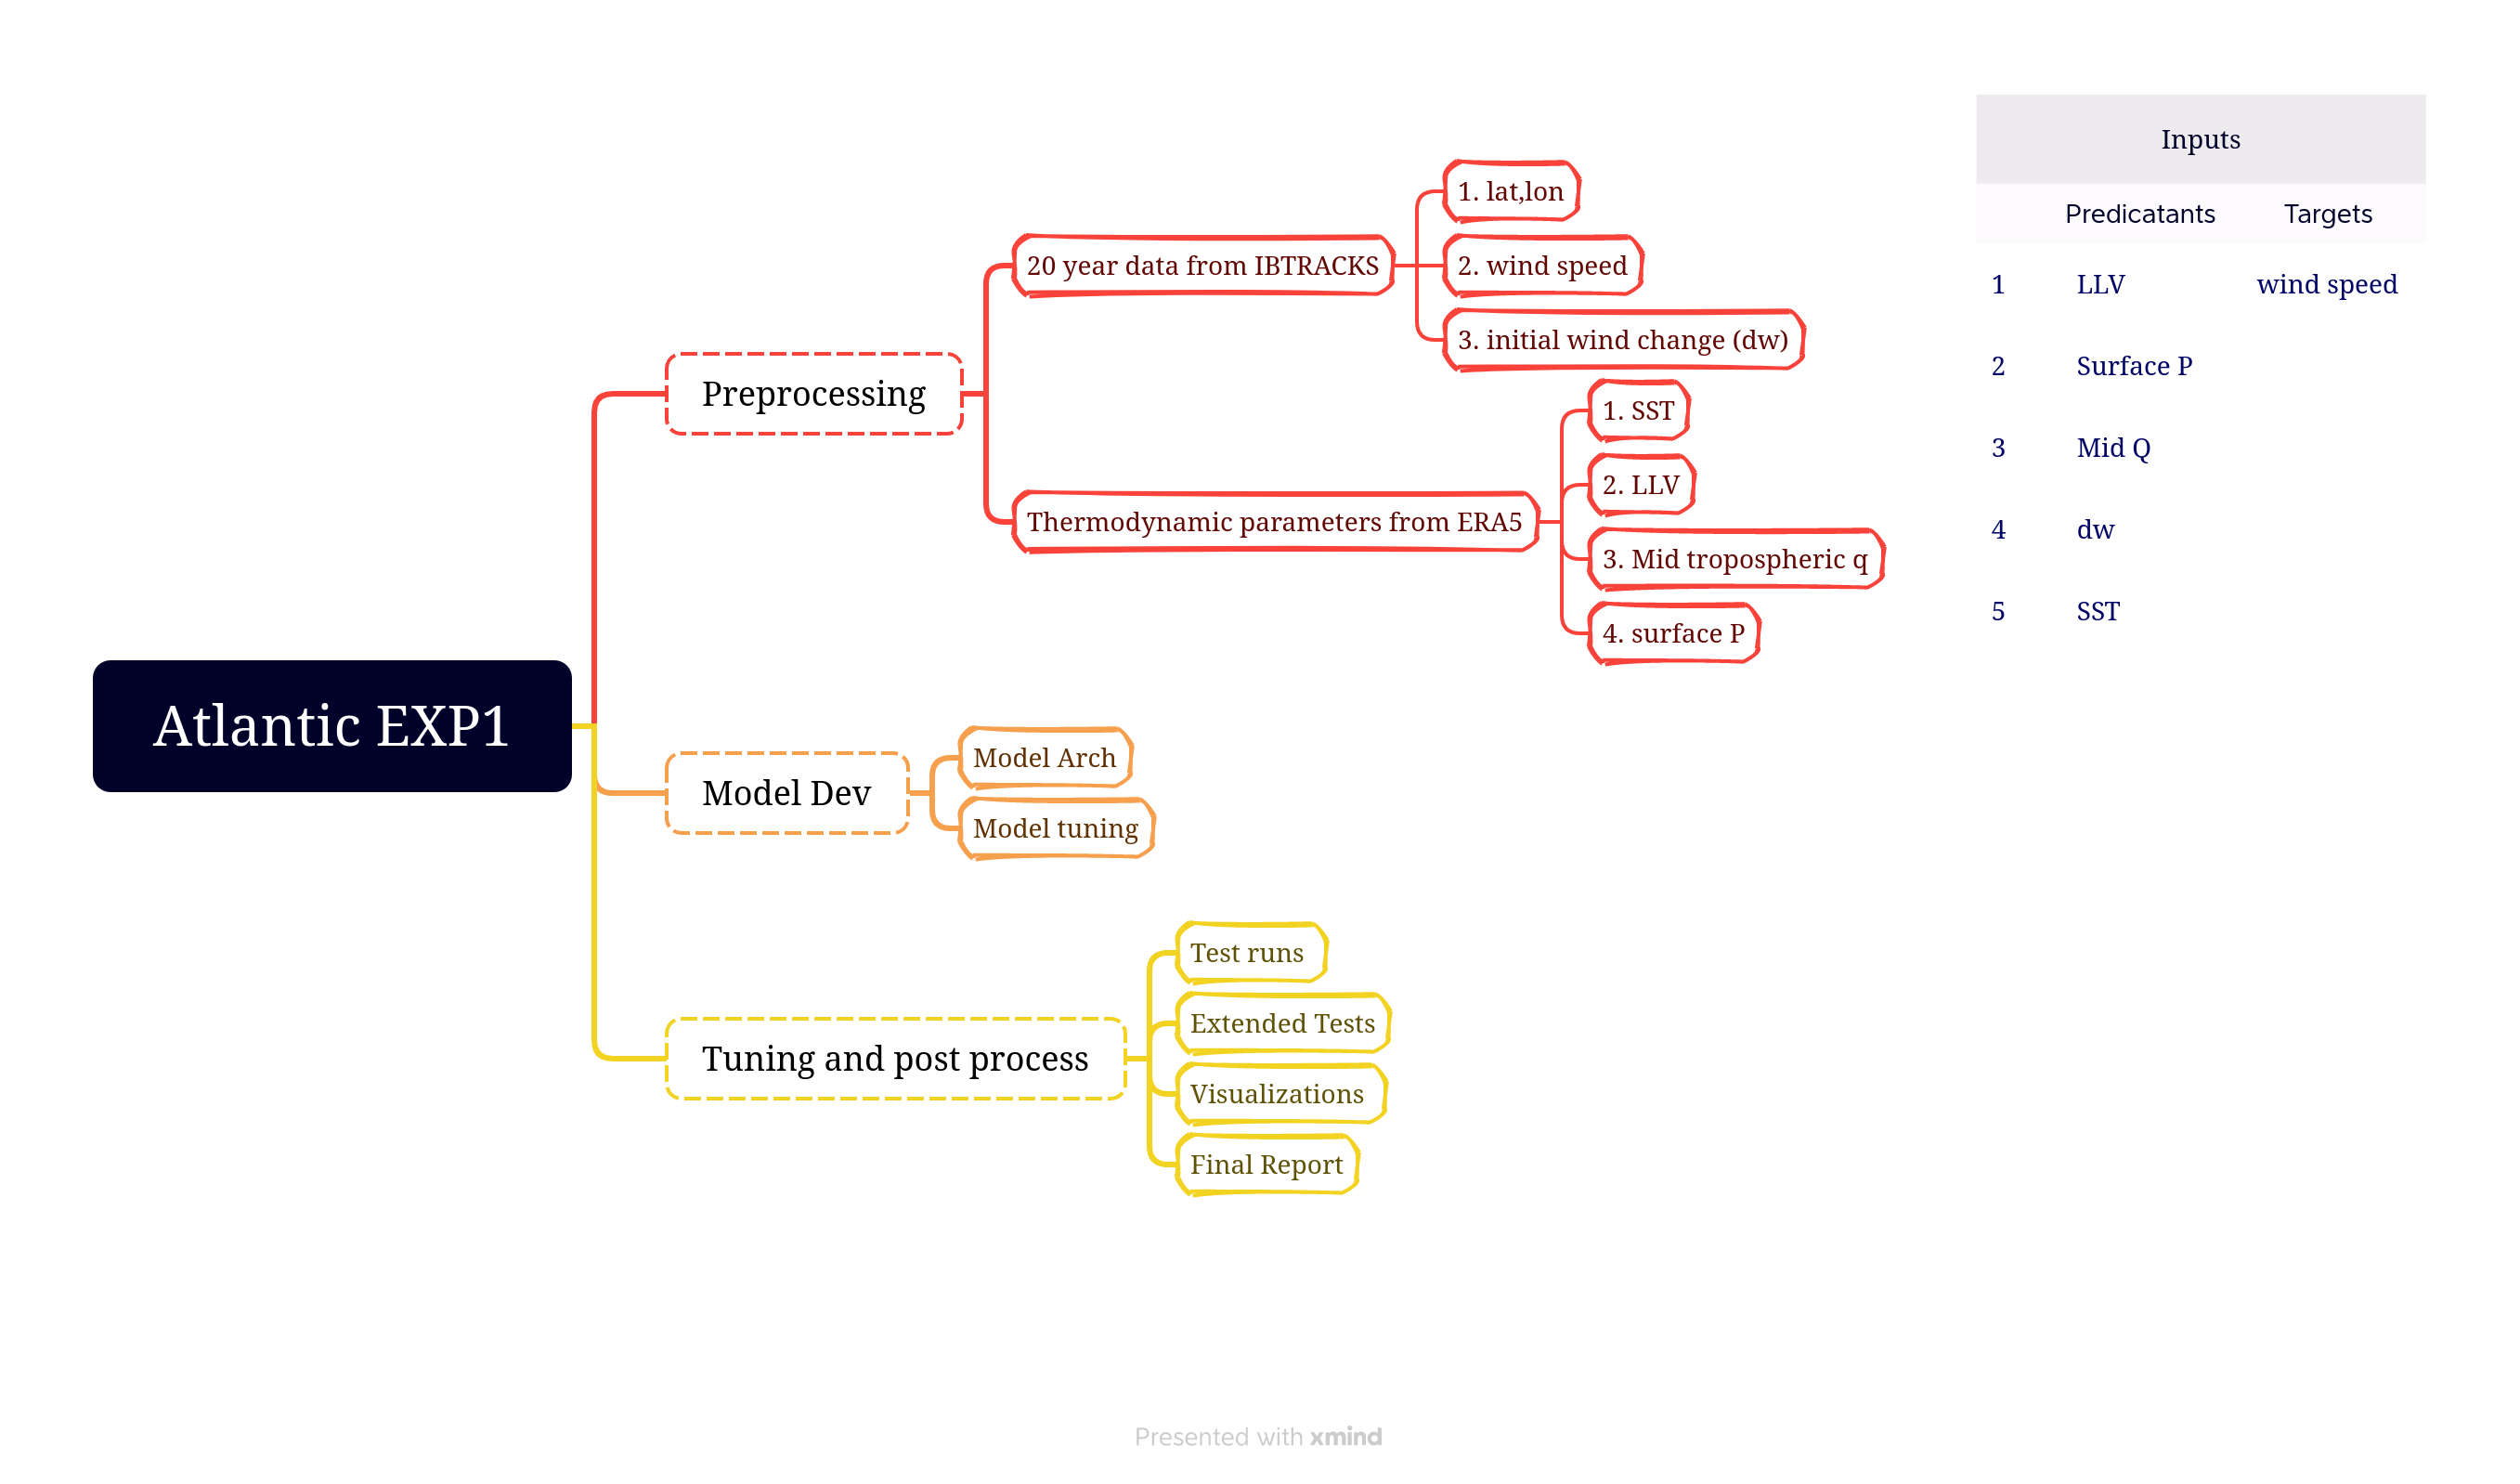 Atlantic EXP1
Preprocessing
20 year data from IBTRACKS
1. lat,lon
2. wind speed
3. initial wind change (dw)
Thermodynamic parameters from ERA5
1. SST
2. LLV
3. Mid tropospheric q
4. surface P
Model Dev
Model Arch
Model tuning
Tuning and post process
Test runs
Extended Tests
Visualizations
Final Report
Inputs
Predicatants Targets
1 LLV wind speed
2 Surface P
3 Mid Q
4 dw
5 SST
Presented with xmind